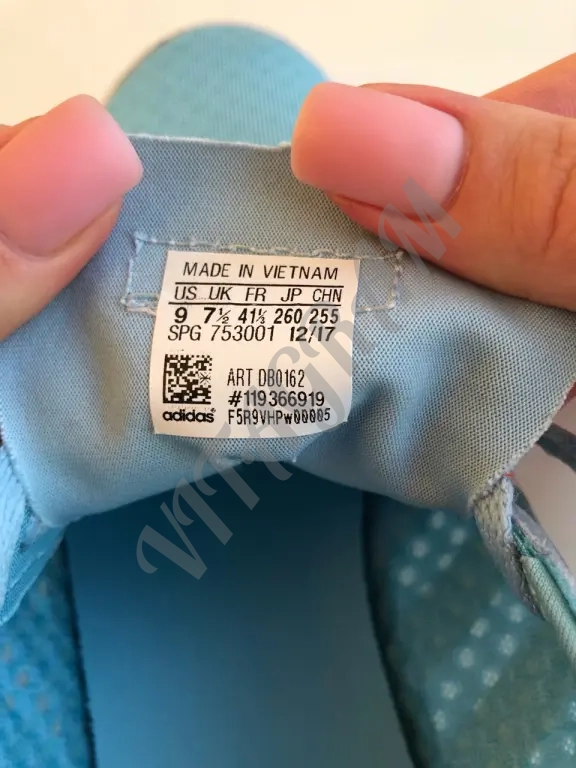 MADE IN VIETNAM
US UK FR JP CHN
9 7½ 41⅓ 260 255
SPG 753001 12/17
ART DB0162
#119366919
adidas F5R9VHPW00005